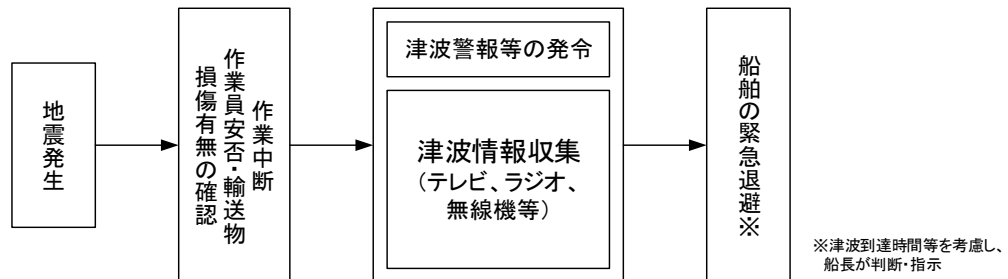 地震発生
作業中断
作業員安否・輸送物
損傷有無の確認
津波警報等の発令
津波情報収集
（テレビ、ラジオ、
無線機等）
船舶の緊急退避※
※津波到達時間等を考慮し、
船長が判断・指示